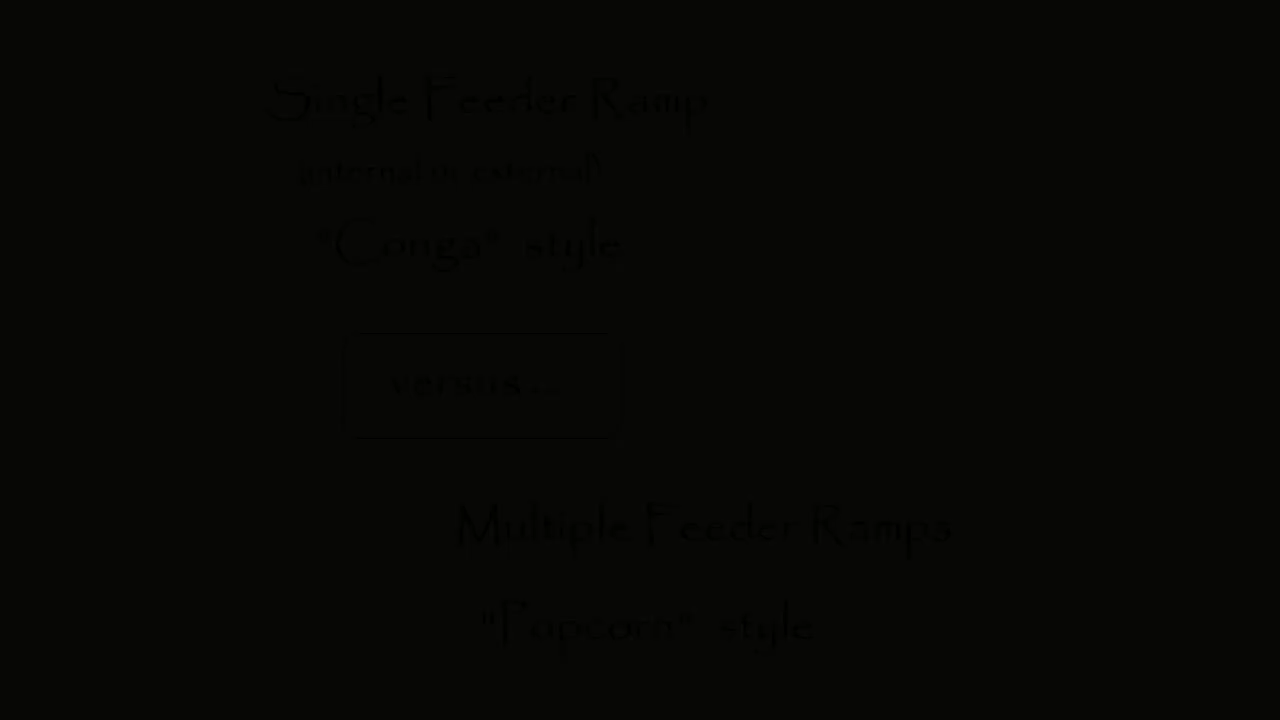 Single Feeder Ramp
(internal or external)
"Conga" style
versus...
Multiple Feeder Ramps
"Popcorn" style